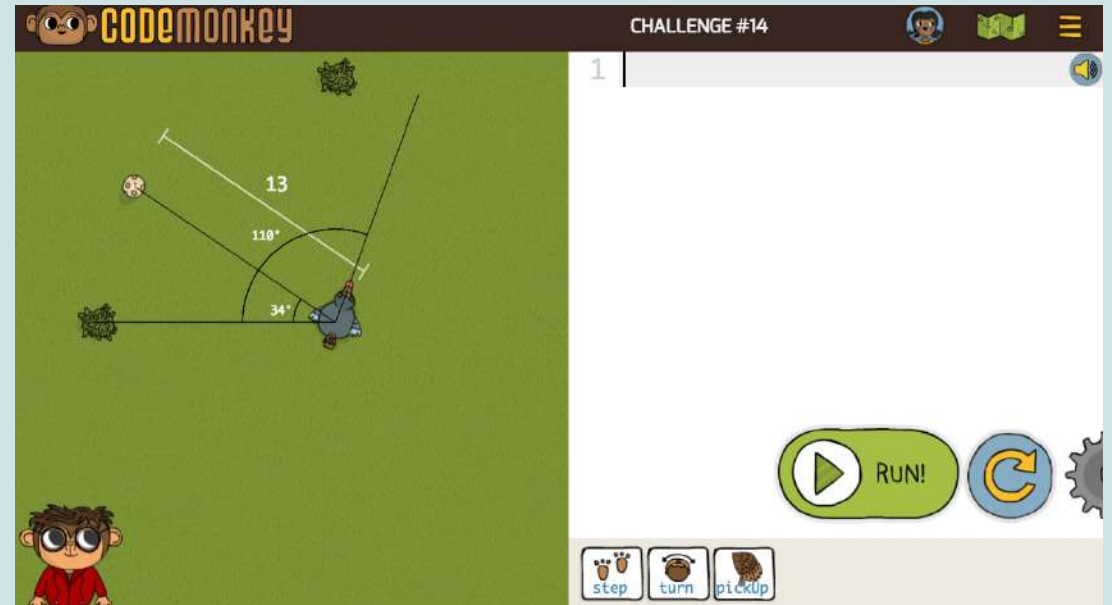 CODEMONKEY
CHALLENGE #14
1
13
110°
34°
RUN!
step
turn
pickUp